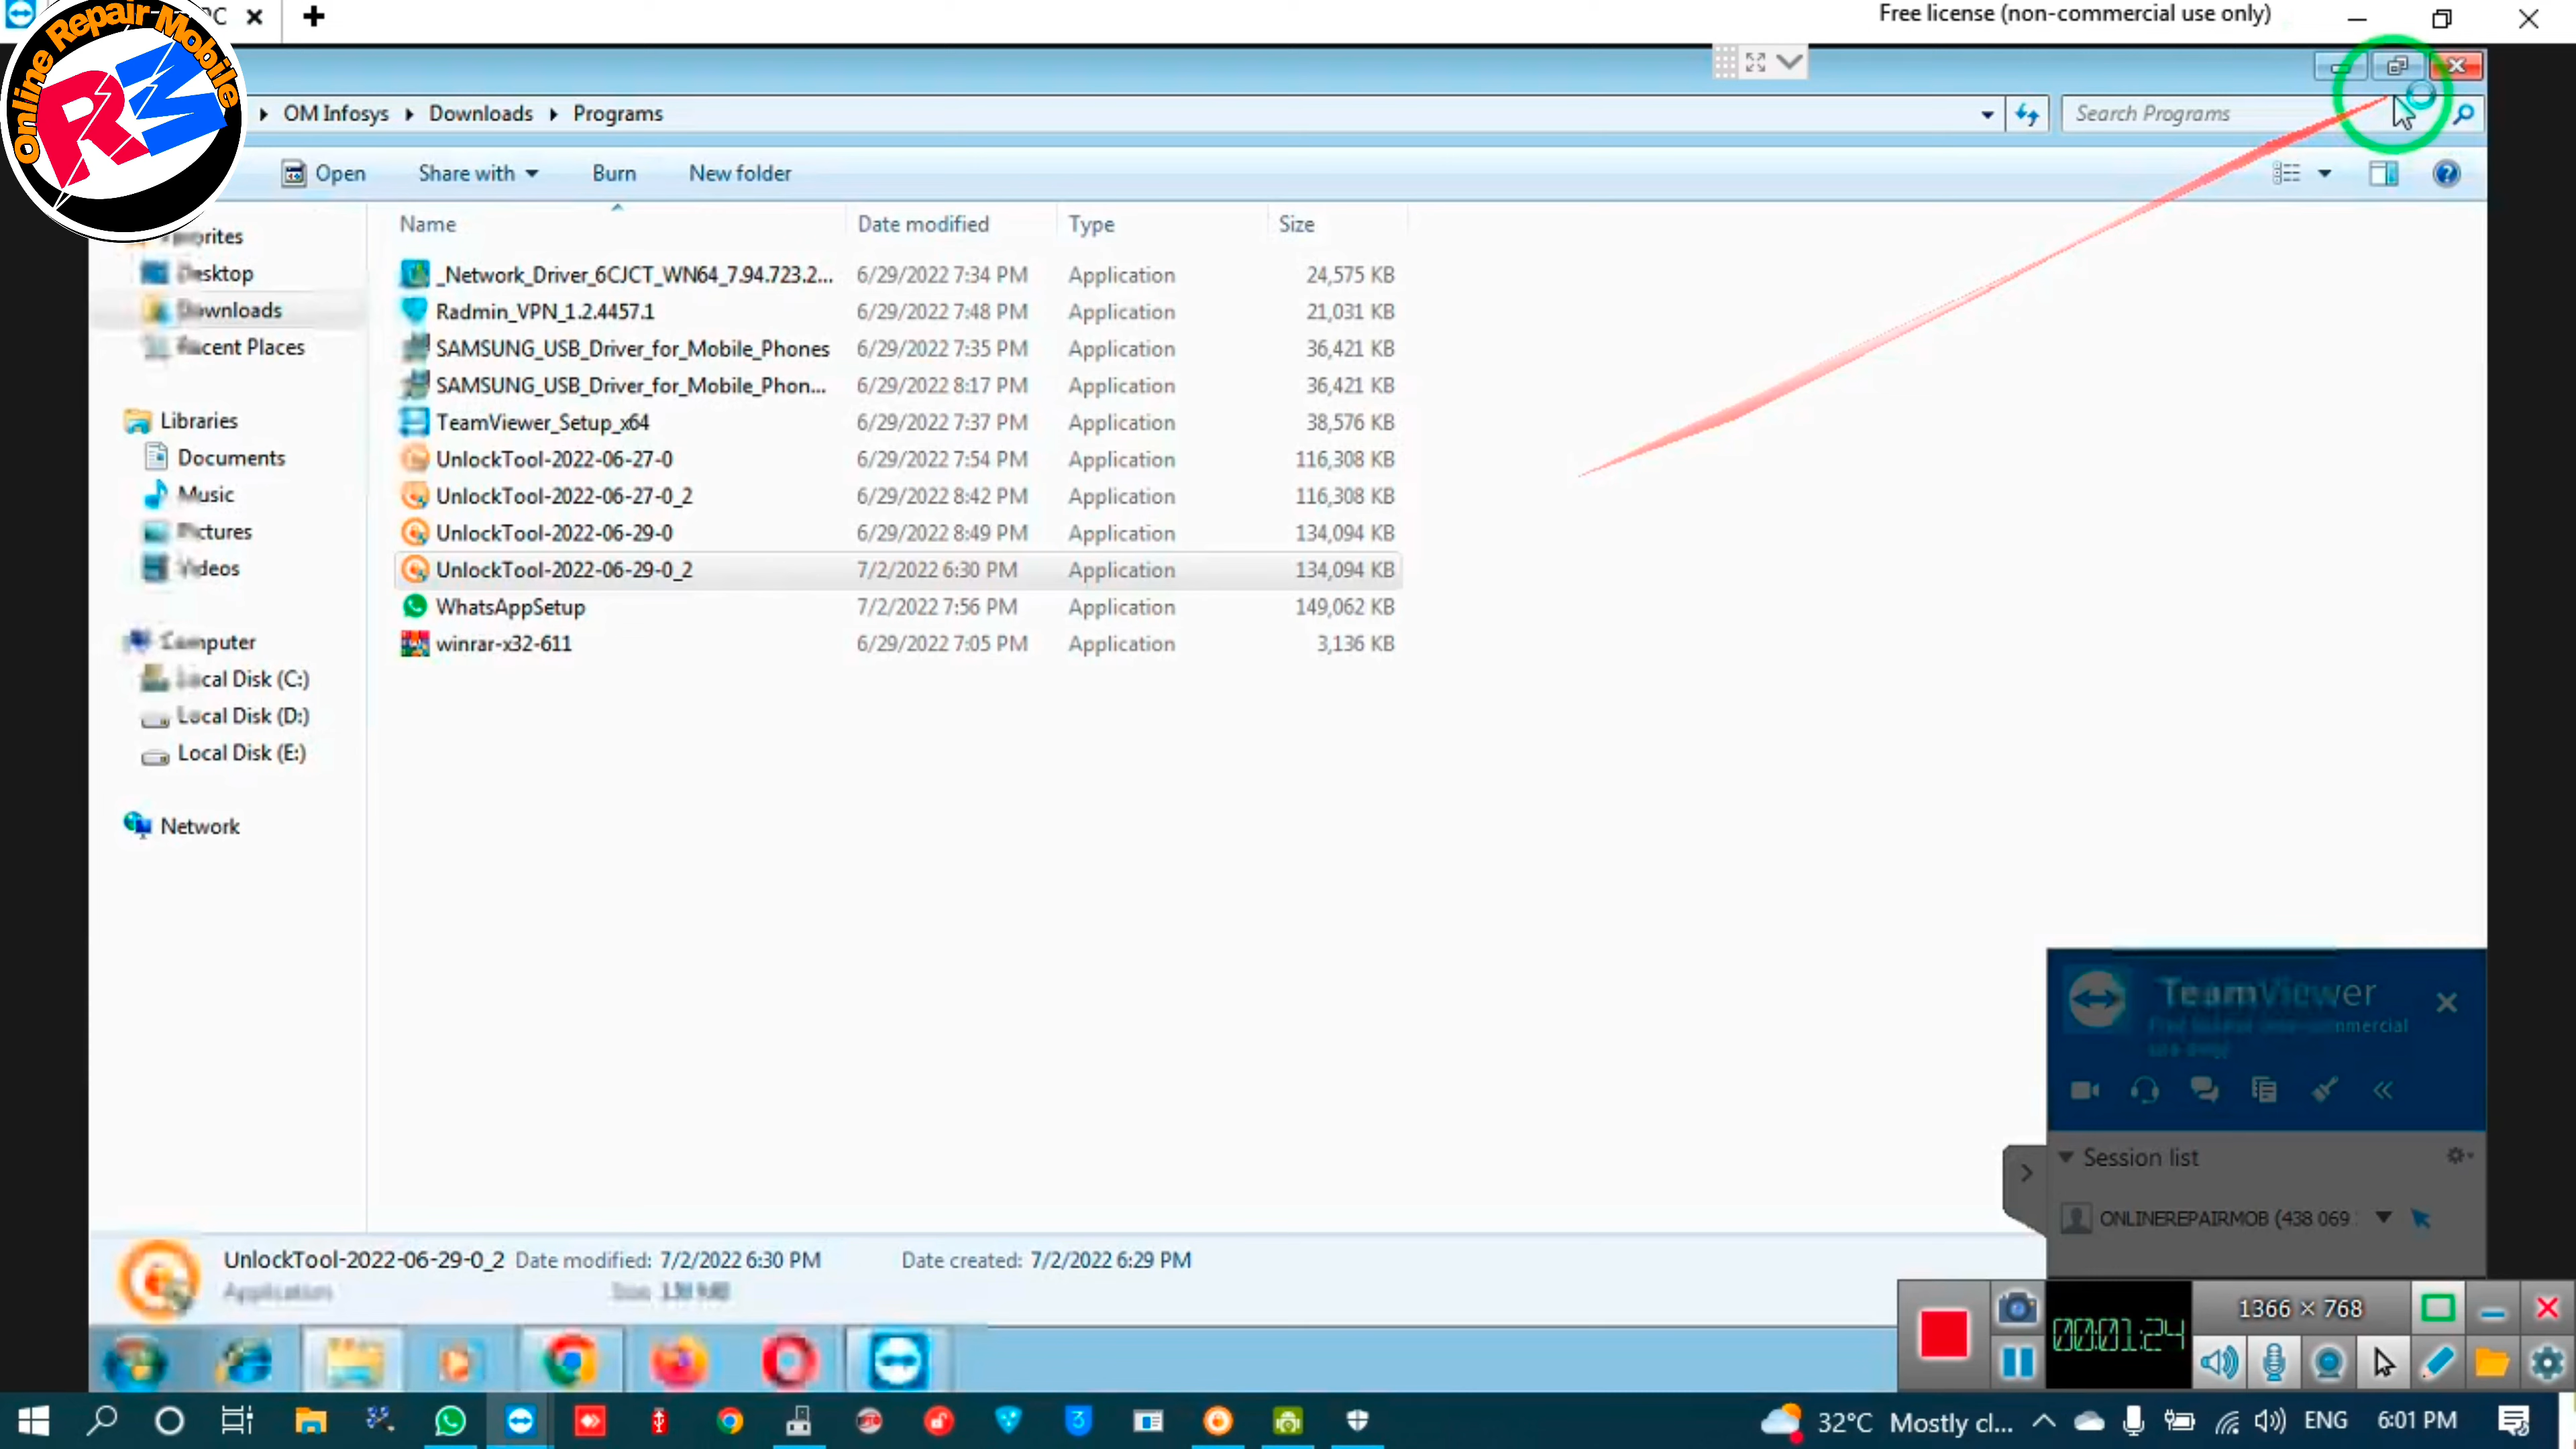 PC
Free license (non-commercial use only)
Online Repair Mobile
RM
OM Infosys Downloads Programs
Search Programs
Open Share with Burn New folder
Name Date modified Type Size
Favorites
Desktop
Downloads
Recent Places
Libraries
Documents
Music
Pictures
Videos
Computer
Local Disk (C:)
Local Disk (D:)
Local Disk (E:)
Network
_Network_Driver_6CJCT_WN64_7.94.723.2... 6/29/2022 7:34 PM Application 24,575 KB
Radmin_VPN_1.2.4457.1 6/29/2022 7:48 PM Application 21,031 KB
SAMSUNG_USB_Driver_for_Mobile_Phones 6/29/2022 7:35 PM Application 36,421 KB
SAMSUNG_USB_Driver_for_Mobile_Phon... 6/29/2022 8:17 PM Application 36,421 KB
TeamViewer_Setup_x64 6/29/2022 7:37 PM Application 38,576 KB
UnlockTool-2022-06-27-0 6/29/2022 7:54 PM Application 116,308 KB
UnlockTool-2022-06-27-0_2 6/29/2022 8:42 PM Application 116,308 KB
UnlockTool-2022-06-29-0 6/29/2022 8:49 PM Application 134,094 KB
UnlockTool-2022-06-29-0_2 7/2/2022 6:30 PM Application 134,094 KB
WhatsAppSetup 7/2/2022 7:56 PM Application 149,062 KB
winrar-x32-611 6/29/2022 7:05 PM Application 3,136 KB
TeamViewer
Free license (non-commercial
use only)
Session list
ONLINEREPAIRMOB (438 069
UnlockTool-2022-06-29-0_2 Date modified: 7/2/2022 6:30 PM Date created: 7/2/2022 6:29 PM
Application Size:
1366 × 768
00:01:24
32°C Mostly cl... ENG 6:01 PM